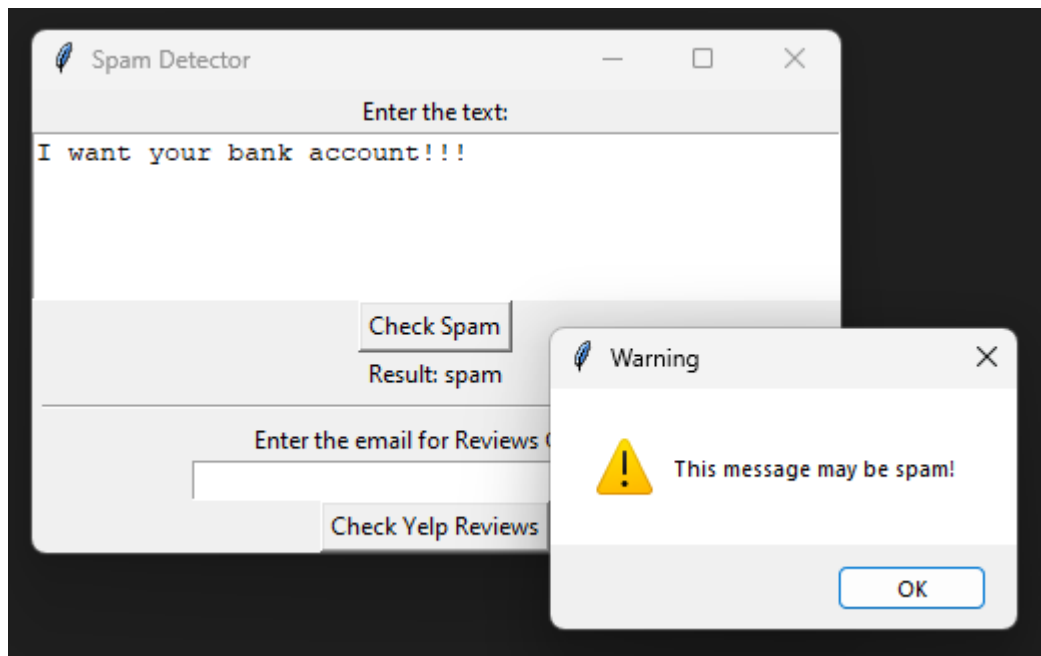 Spam Detector
Enter the text:
I want your bank account!!!
Check Spam
Result: spam
Enter the email for Reviews
Check Yelp Reviews
Warning
This message may be spam!
OK